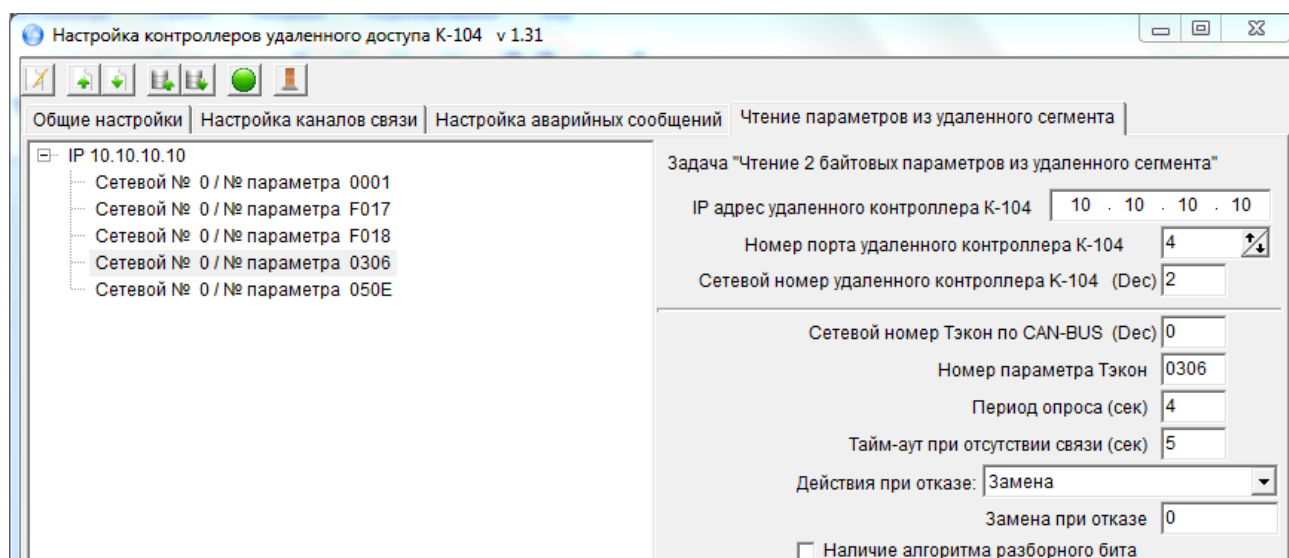 Настройка контроллеров удаленного доступа К-104 v 1.31
Общие настройки Настройка каналов связи Настройка аварийных сообщений Чтение параметров из удаленного сегмента
IP 10.10.10.10
Сетевой № 0 / № параметра 0001
Сетевой № 0 / № параметра F017
Сетевой № 0 / № параметра F018
Сетевой № 0 / № параметра 0306
Сетевой № 0 / № параметра 050E
Задача "Чтение 2 байтовых параметров из удаленного сегмента"
IP адрес удаленного контроллера К-104 10 . 10 . 10 . 10
Номер порта удаленного контроллера К-104 4
Сетевой номер удаленного контроллера К-104 (Dec) 2
Сетевой номер Тэкон по CAN-BUS (Dec) 0
Номер параметра Тэкон 0306
Период опроса (сек) 4
Тайм-аут при отсутствии связи (сек) 5
Действия при отказе: Замена
Замена при отказе 0
Наличие алгоритма разборного бита